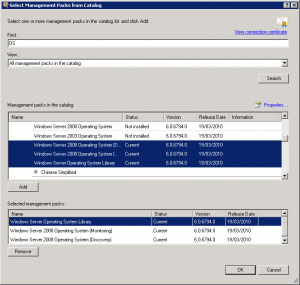 Select Management Packs from Catalog
Select one or more management packs in the catalog list and click Add.
View connection certificate
Find :
OS
View :
All management packs in the catalog
Search
Management packs in the catalog:
Properties ...
Name Status Version Release Date Information
Windows Server 2000 Operating System Not installed 6.0.6794.0 19/03/2010
Windows Server 2003 Operating System Not installed 6.0.6794.0 19/03/2010
Windows Server 2008 Operating System (D... Current 6.0.6794.0 19/03/2010
Windows Server 2008 Operating System (... Current 6.0.6794.0 19/03/2010
Windows Server Operating System Library Current 6.0.6794.0 19/03/2010
Chinese Simplified
Add
Selected management packs :
Name Status Version Release Date
Windows Server Operating System Library Current 6.0.6794.0 19/03/2010
Windows Server 2008 Operating System (Monitoring) Current 6.0.6794.0 19/03/2010
Windows Server 2008 Operating System (Discovery) Current 6.0.6794.0 19/03/2010
Remove
OK Cancel